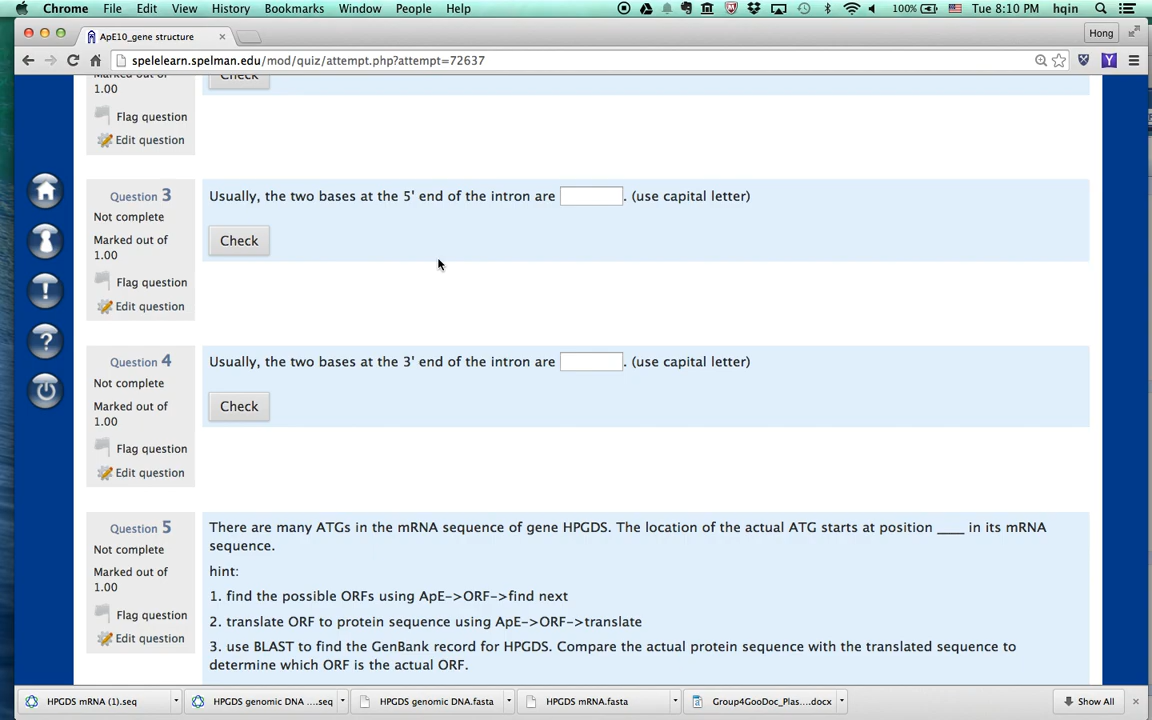 Chrome File Edit View History Bookmarks Window People Help 100% Tue 8:10 PM hqin
ApE10_gene structure
Hong
spelelearn.spelman.edu/mod/quiz/attempt.php?attempt=72637
Marked out of
1.00
Flag question
Edit question
Check
Question 3
Not complete
Marked out of
1.00
Flag question
Edit question
Usually, the two bases at the 5' end of the intron are . (use capital letter)
Check
Question 4
Not complete
Marked out of
1.00
Flag question
Edit question
Usually, the two bases at the 3' end of the intron are . (use capital letter)
Check
Question 5
Not complete
Marked out of
1.00
Flag question
Edit question
There are many ATGs in the mRNA sequence of gene HPGDS. The location of the actual ATG starts at position ____ in its mRNA
sequence.
hint:
1. find the possible ORFs using ApE->ORF->find next
2. translate ORF to protein sequence using ApE->ORF->translate
3. use BLAST to find the GenBank record for HPGDS. Compare the actual protein sequence with the translated sequence to
determine which ORF is the actual ORF.
HPGDS mRNA (1).seq HPGDS genomic DNA ....seq HPGDS genomic DNA.fasta HPGDS mRNA.fasta Group4GooDoc_Plas....docx Show All